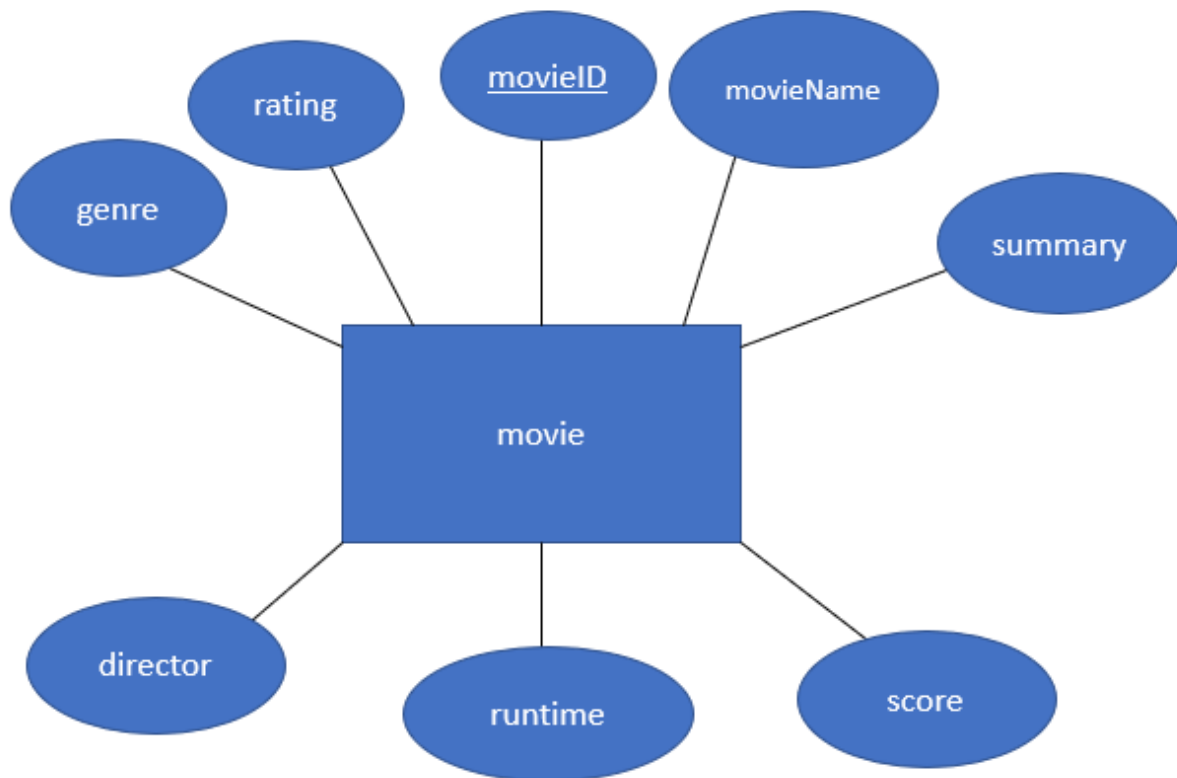 movieID
movieName
rating
genre
summary
movie
director
runtime
score